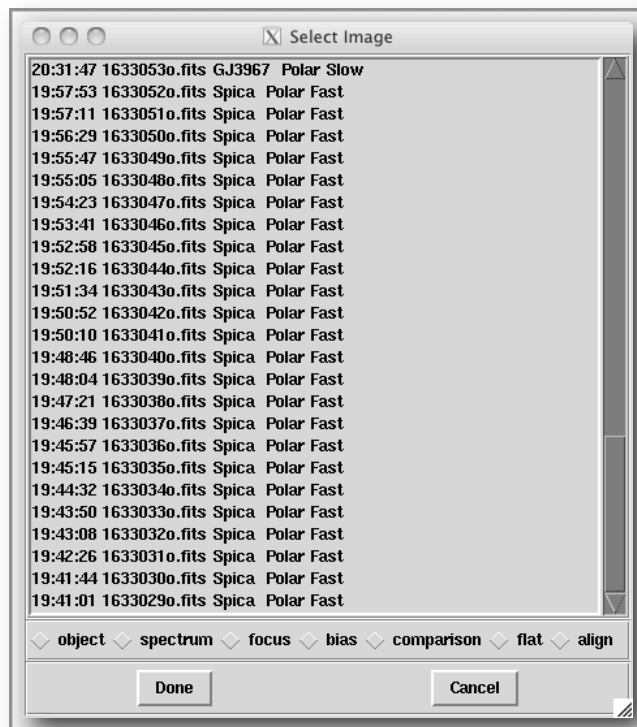 Select Image
20:31:47 1633053o.fits GJ3967 Polar Slow
19:57:53 1633052o.fits Spica Polar Fast
19:57:11 1633051o.fits Spica Polar Fast
19:56:29 1633050o.fits Spica Polar Fast
19:55:47 1633049o.fits Spica Polar Fast
19:55:05 1633048o.fits Spica Polar Fast
19:54:23 1633047o.fits Spica Polar Fast
19:53:41 1633046o.fits Spica Polar Fast
19:52:58 1633045o.fits Spica Polar Fast
19:52:16 1633044o.fits Spica Polar Fast
19:51:34 1633043o.fits Spica Polar Fast
19:50:52 1633042o.fits Spica Polar Fast
19:50:10 1633041o.fits Spica Polar Fast
19:48:46 1633040o.fits Spica Polar Fast
19:48:04 1633039o.fits Spica Polar Fast
19:47:21 1633038o.fits Spica Polar Fast
19:46:39 1633037o.fits Spica Polar Fast
19:45:57 1633036o.fits Spica Polar Fast
19:45:15 1633035o.fits Spica Polar Fast
19:44:32 1633034o.fits Spica Polar Fast
19:43:50 1633033o.fits Spica Polar Fast
19:43:08 1633032o.fits Spica Polar Fast
19:42:26 1633031o.fits Spica Polar Fast
19:41:44 1633030o.fits Spica Polar Fast
19:41:01 1633029o.fits Spica Polar Fast
object spectrum focus bias comparison flat align
Done Cancel